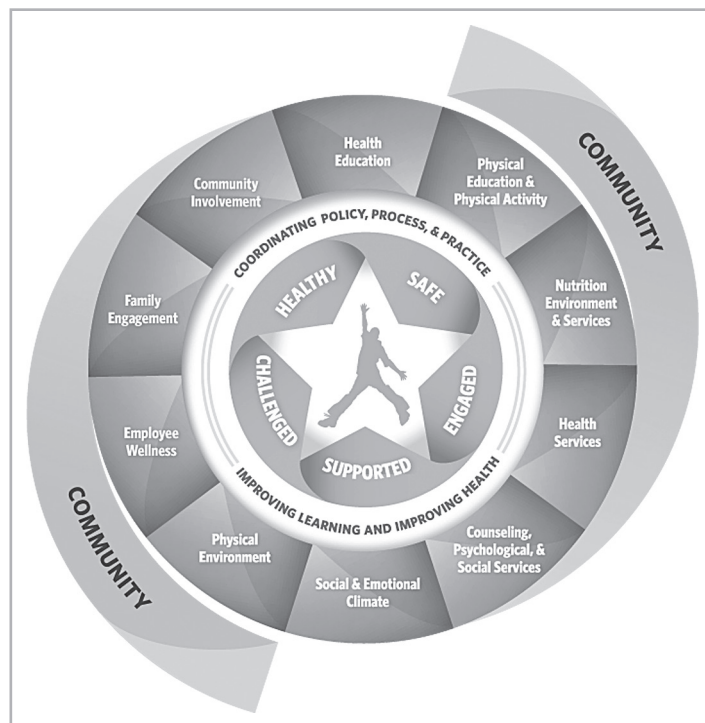 COMMUNITY
Health
Education
Physical
Education &
Physical Activity
Nutrition
Environment
& Services
Health
Services
Counseling,
Psychological, &
Social Services
Social & Emotional
Climate
Physical
Environment
Employee
Wellness
Family
Engagement
Community
Involvement
COORDINATING POLICY, PROCESS, & PRACTICE
IMPROVING LEARNING AND IMPROVING HEALTH
HEALTHY
SAFE
ENGAGED
SUPPORTED
CHALLENGED
COMMUNITY